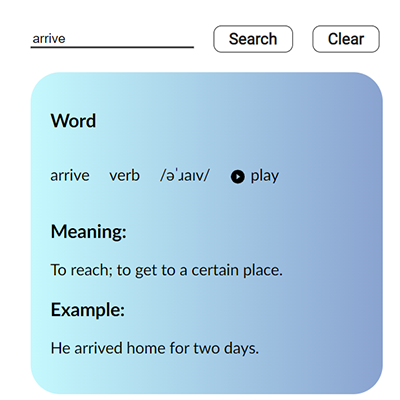 arrive Search Clear
Word
arrive verb /əˈɹaɪv/ play
Meaning:
To reach; to get to a certain place.
Example:
He arrived home for two days.